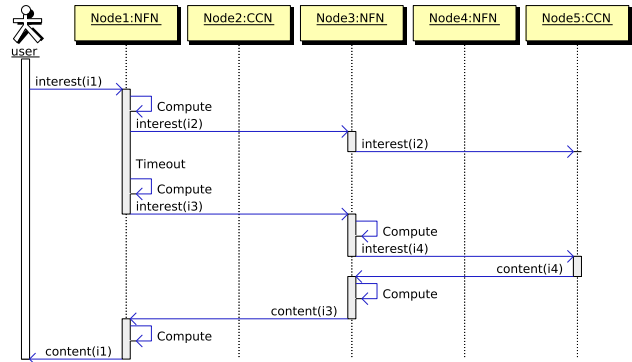 Node1:NFN Node2:CCN Node3:NFN Node4:NFN Node5:CCN
user
interest(i1)
Compute
interest(i2)
interest(i2)
Timeout
Compute
interest(i3)
Compute
interest(i4)
content(i4)
Compute
content(i3)
Compute
content(i1)